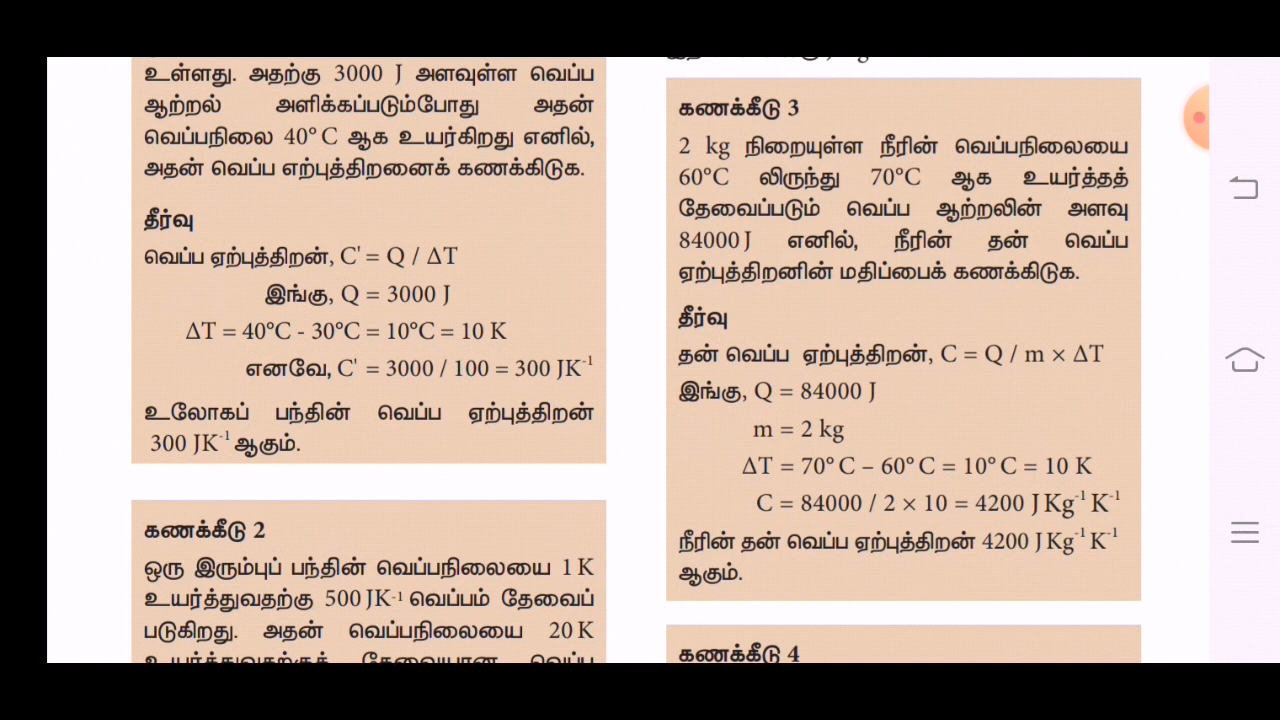 உள்ளது. அதற்கு 3000 J அளவுள்ள வெப்ப
ஆற்றல் அளிக்கப்படும்போது அதன்
வெப்பநிலை 40° C ஆக உயர்கிறது எனில்,
அதன் வெப்ப எற்புத்திறனைக் கணக்கிடுக.
தீர்வு
வெப்ப ஏற்புத்திறன், C' = Q / ΔT
இங்கு, Q = 3000 J
ΔT = 40°C - 30°C = 10°C = 10 K
எனவே, C' = 3000 / 100 = 300 JK⁻¹
உலோகப் பந்தின் வெப்ப ஏற்புத்திறன்
300 JK⁻¹ ஆகும்.
கணக்கீடு 2
ஒரு இரும்புப் பந்தின் வெப்பநிலையை 1 K
உயர்த்துவதற்கு 500 JK⁻¹ வெப்பம் தேவைப்
படுகிறது. அதன் வெப்பநிலையை 20 K
உயர்த்துவதற்குத் தேவையான வெப்ப
கணக்கீடு 3
2 kg நிறையுள்ள நீரின் வெப்பநிலையை
60°C லிருந்து 70°C ஆக உயர்த்தத்
தேவைப்படும் வெப்ப ஆற்றலின் அளவு
84000 J எனில், நீரின் தன் வெப்ப
ஏற்புத்திறனின் மதிப்பைக் கணக்கிடுக.
தீர்வு
தன் வெப்ப ஏற்புத்திறன், C = Q / m × ΔT
இங்கு, Q = 84000 J
m = 2 kg
ΔT = 70° C – 60° C = 10° C = 10 K
C = 84000 / 2 × 10 = 4200 J Kg⁻¹ K⁻¹
நீரின் தன் வெப்ப ஏற்புத்திறன் 4200 J Kg⁻¹ K⁻¹
ஆகும்.
கணக்கீடு 4